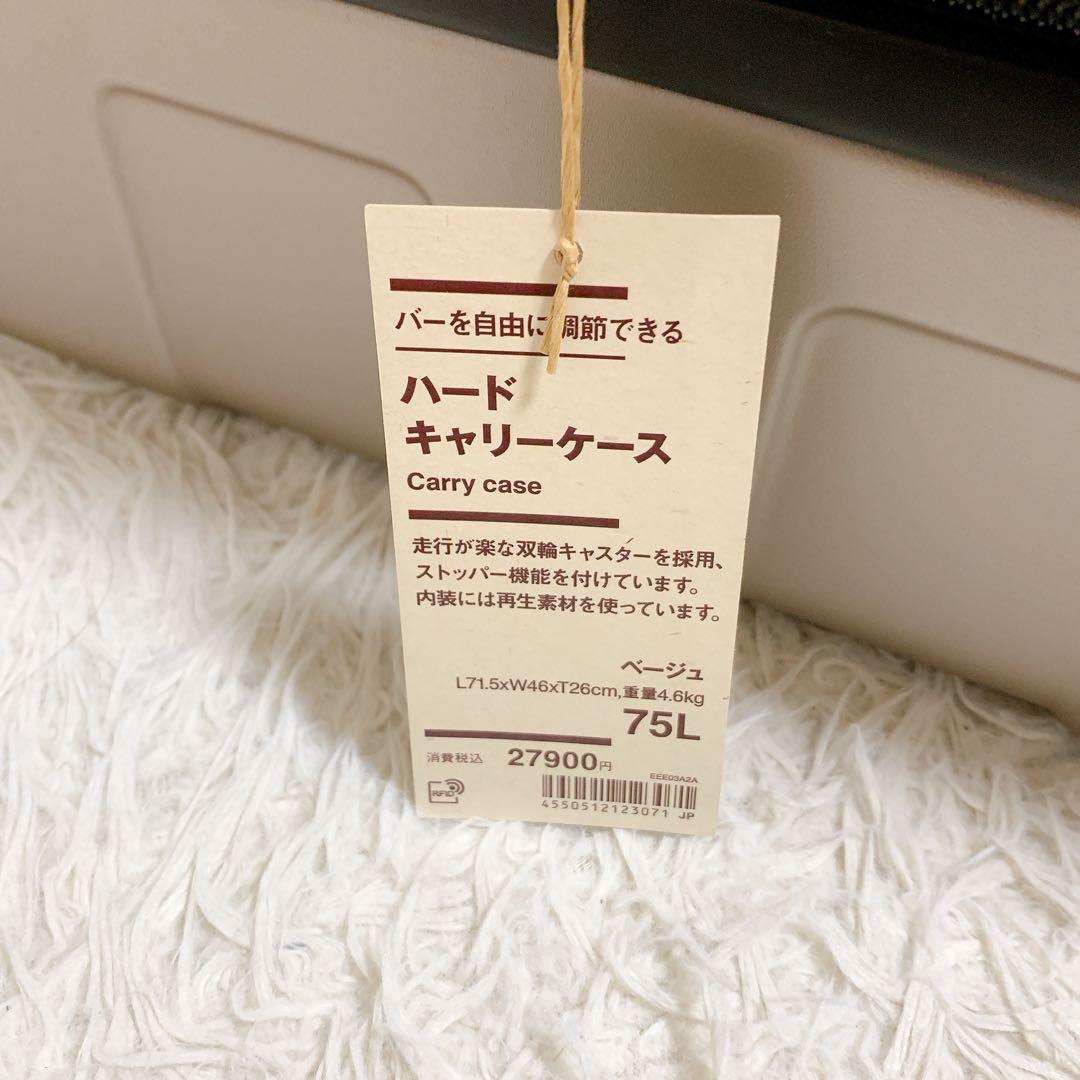 バーを自由に調節できる
ハード
キャリーケース
Carry case
走行が楽な双輪キャスターを採用、
ストッパー機能を付けています。
内装には再生素材を使っています。
ベージュ
L71.5xW46xT26cm,重量4.6kg
75L
消費税込 27900円
EEE03A2A
RFID
4550512123071 JP